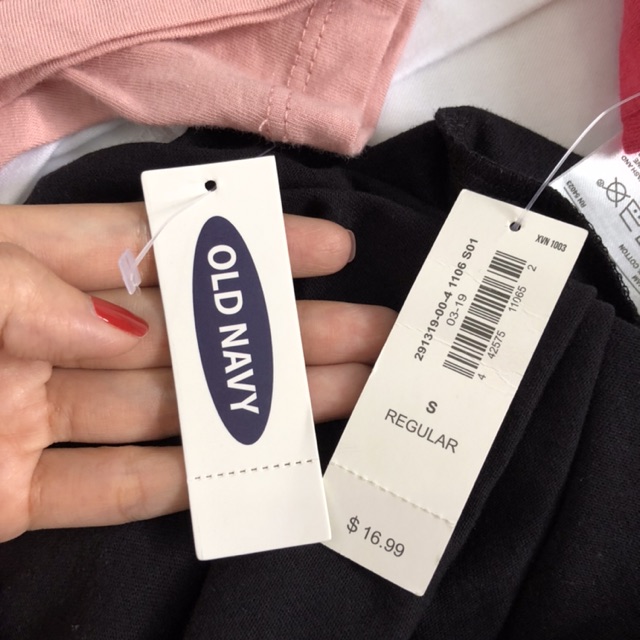 OLD NAVY
XVN 1003
291319-00-4 1106 S01
03-19
4 42575 11065 2
S
REGULAR
$ 16.99